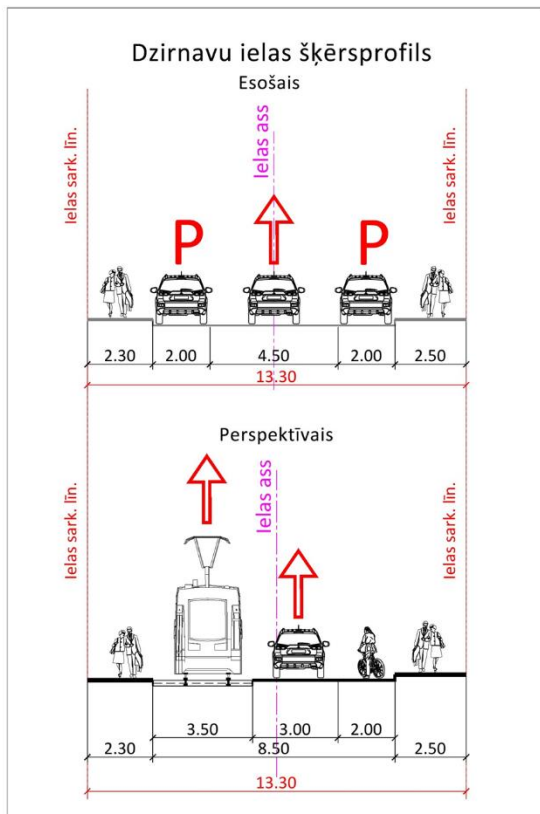 Dzirnavu ielas šķērsprofils
Esošais
Ielas sark. līn.
Ielas ass
Ielas sark. līn.
P
P
2.30 2.00 4.50 2.00 2.50
13.30
Perspektīvais
Ielas sark. līn.
Ielas ass
Ielas sark. līn.
3.50 3.00 2.00
2.30 8.50 2.50
13.30